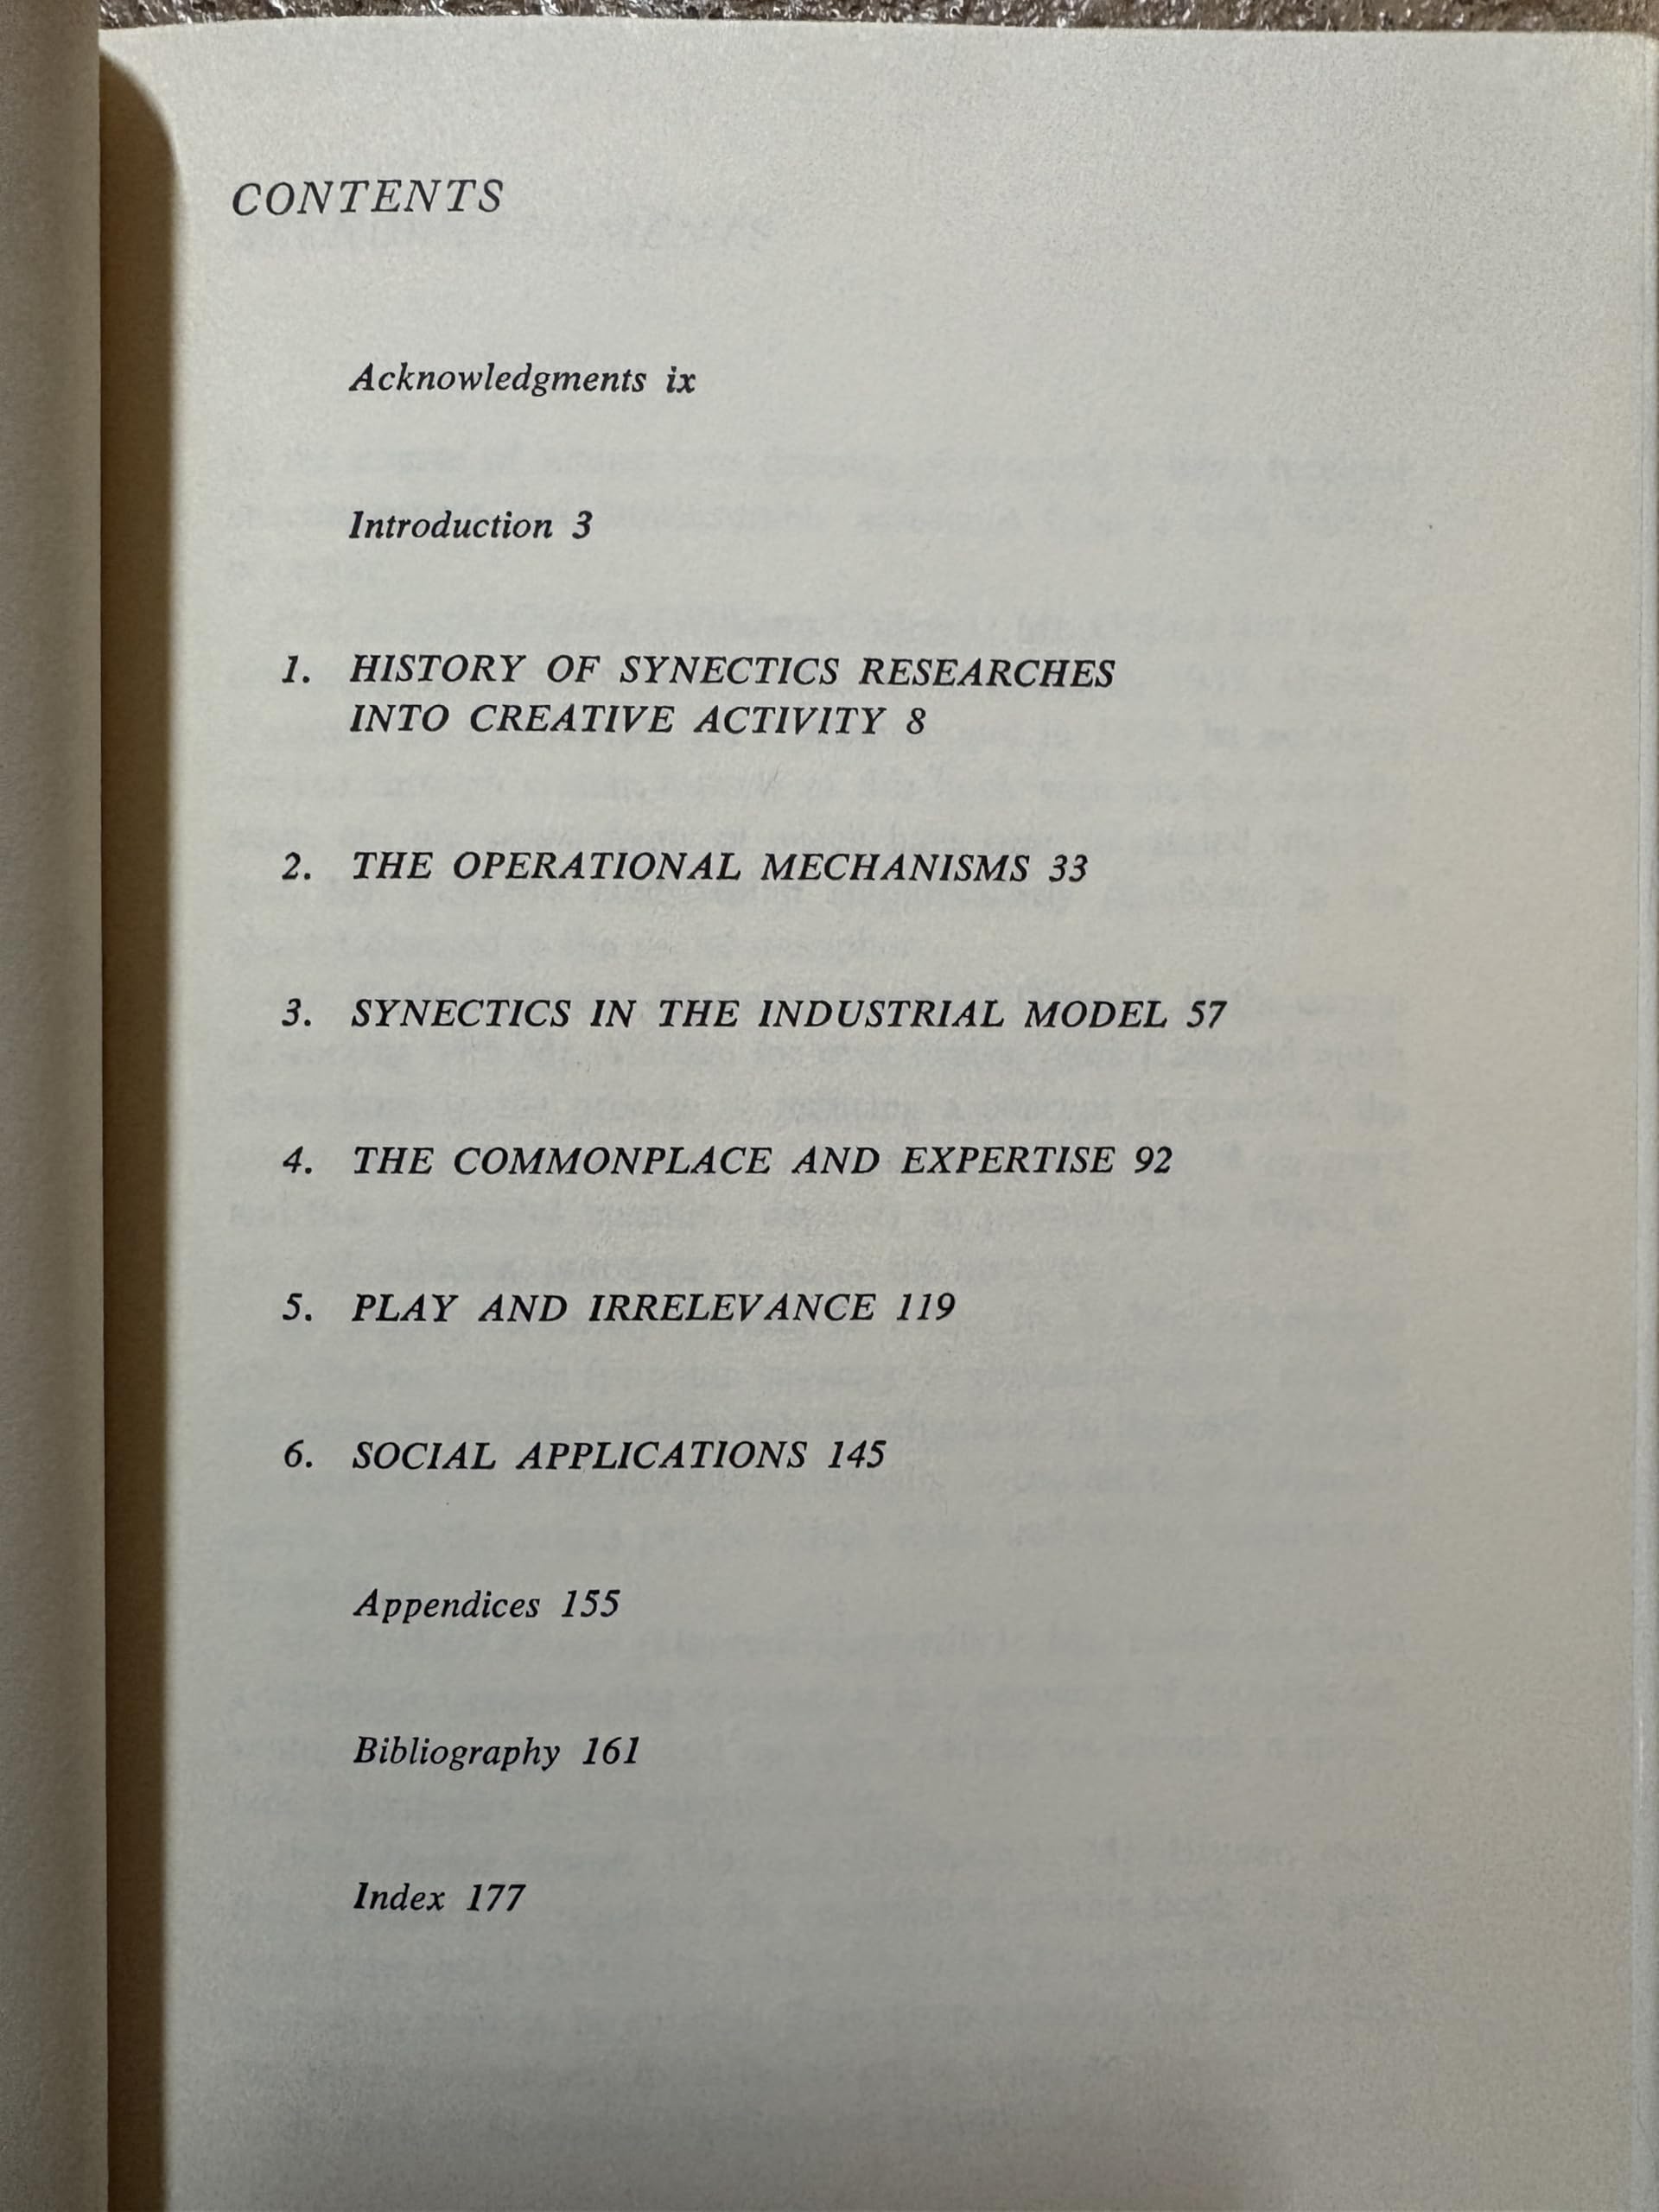 CONTENTS
Acknowledgments ix
Introduction 3
1. HISTORY OF SYNECTICS RESEARCHES
INTO CREATIVE ACTIVITY 8
2. THE OPERATIONAL MECHANISMS 33
3. SYNECTICS IN THE INDUSTRIAL MODEL 57
4. THE COMMONPLACE AND EXPERTISE 92
5. PLAY AND IRRELEVANCE 119
6. SOCIAL APPLICATIONS 145
Appendices 155
Bibliography 161
Index 177